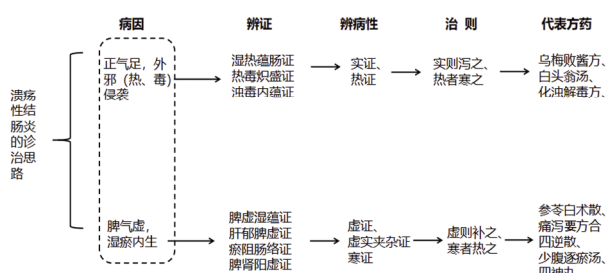 病因
辨证
辨病性
治 则
代表方药
溃疡
性结
肠炎
的诊
治思
路
正气足，外
邪（热、毒）
侵袭
湿热蕴肠证
热毒炽盛证
浊毒内蕴证
实证、
热证
实则泻之、
热者寒之
乌梅败酱方、
白头翁汤、
化浊解毒方、
脾气虚，
湿瘀内生
脾虚湿蕴证
肝郁脾虚证
瘀阻肠络证
脾肾阳虚证
虚证、
虚实夹杂证
寒证
虚则补之、
寒者热之
参苓白术散、
痛泻要方合
四逆散、
少腹逐瘀汤、
四神丸